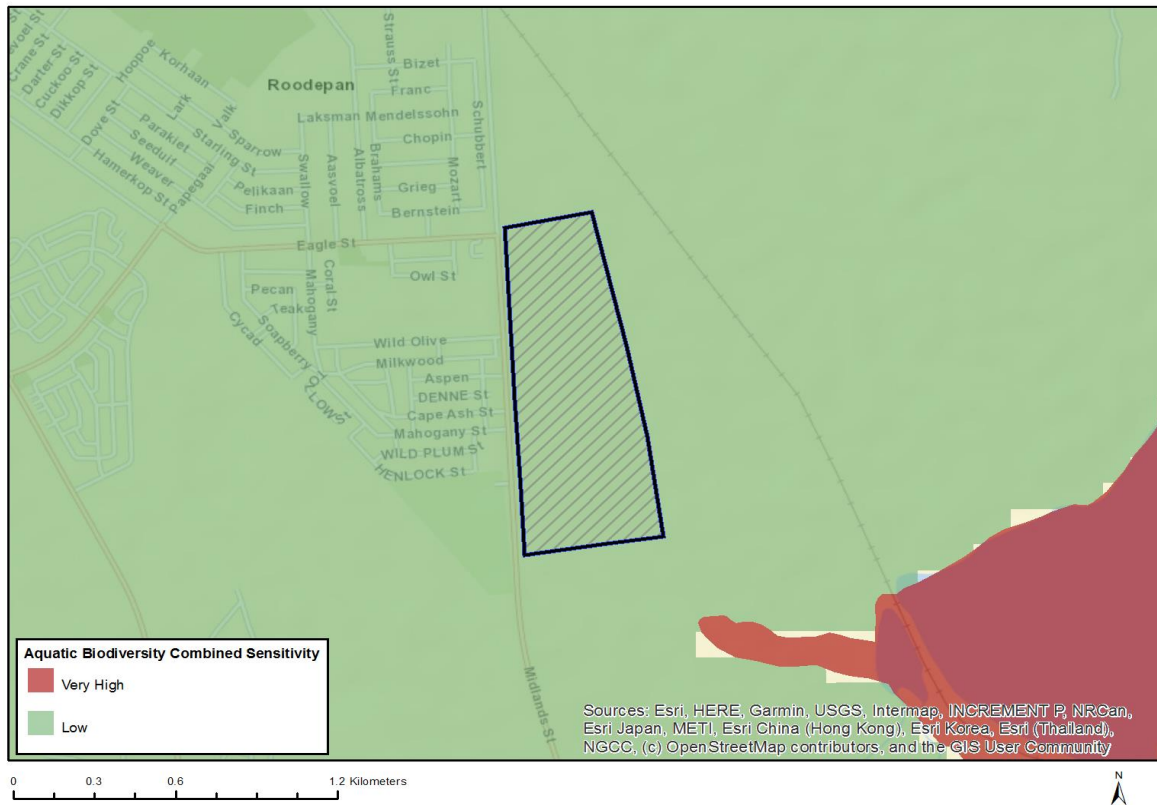 evoel St
Crane St
Darter St
Cuckoo St
Dikkop St
Hoopoe
Korhaan
Roodepan
Strauss St
Bizet
Franc
Laksman
Mendelssohn
Schubbert
Chopin
Dove St
Lark
Valk
Parakiet
Starling St
Sparrow
Seeduif
Weaver
Hamerkop St
Papegaai
Swallow
Aasvoel
Albatross
Brahams
Mozart
Pelikaan
Finch
Grieg
Bernstein
Eagle St
Coral St
Owl St
Pecan
Teak
Mahogany
Cycad
Soapberry
Wild Olive
Milkwood
Aspen
DENNE St
Cape Ash St
Mahogany St
WILD PLUM St
HENLOCK St
Midlands St
Aquatic Biodiversity Combined Sensitivity
Very High
Low
Sources: Esri, HERE, Garmin, USGS, Intermap, INCREMENT P, NRCan,
Esri Japan, METI, Esri China (Hong Kong), Esri Korea, Esri (Thailand),
NGCC, (c) OpenStreetMap contributors, and the GIS User Community
0 0.3 0.6 1.2 Kilometers
N